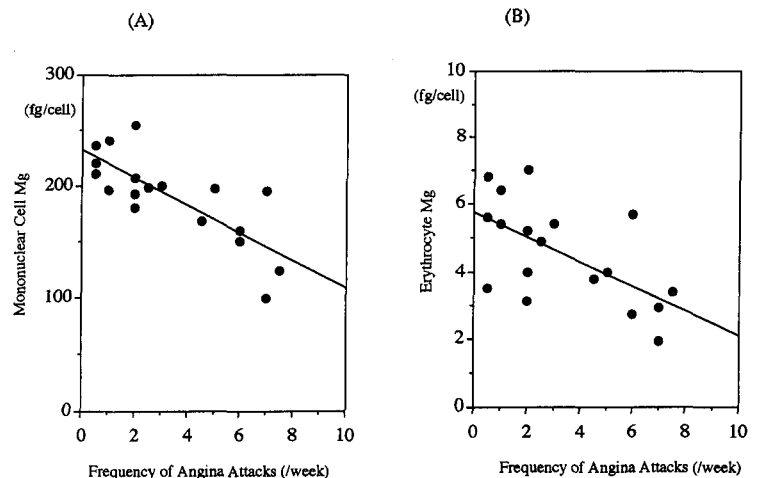 (A)
300
(fg/cell)
200
100
0
Mononuclear Cell Mg
0 2 4 6 8 10
Frequency of Angina Attacks (/week)
(B)
10
(fg/cell)
8
6
4
2
0
Erythrocyte Mg
0 2 4 6 8 10
Frequency of Angina Attacks (/week)